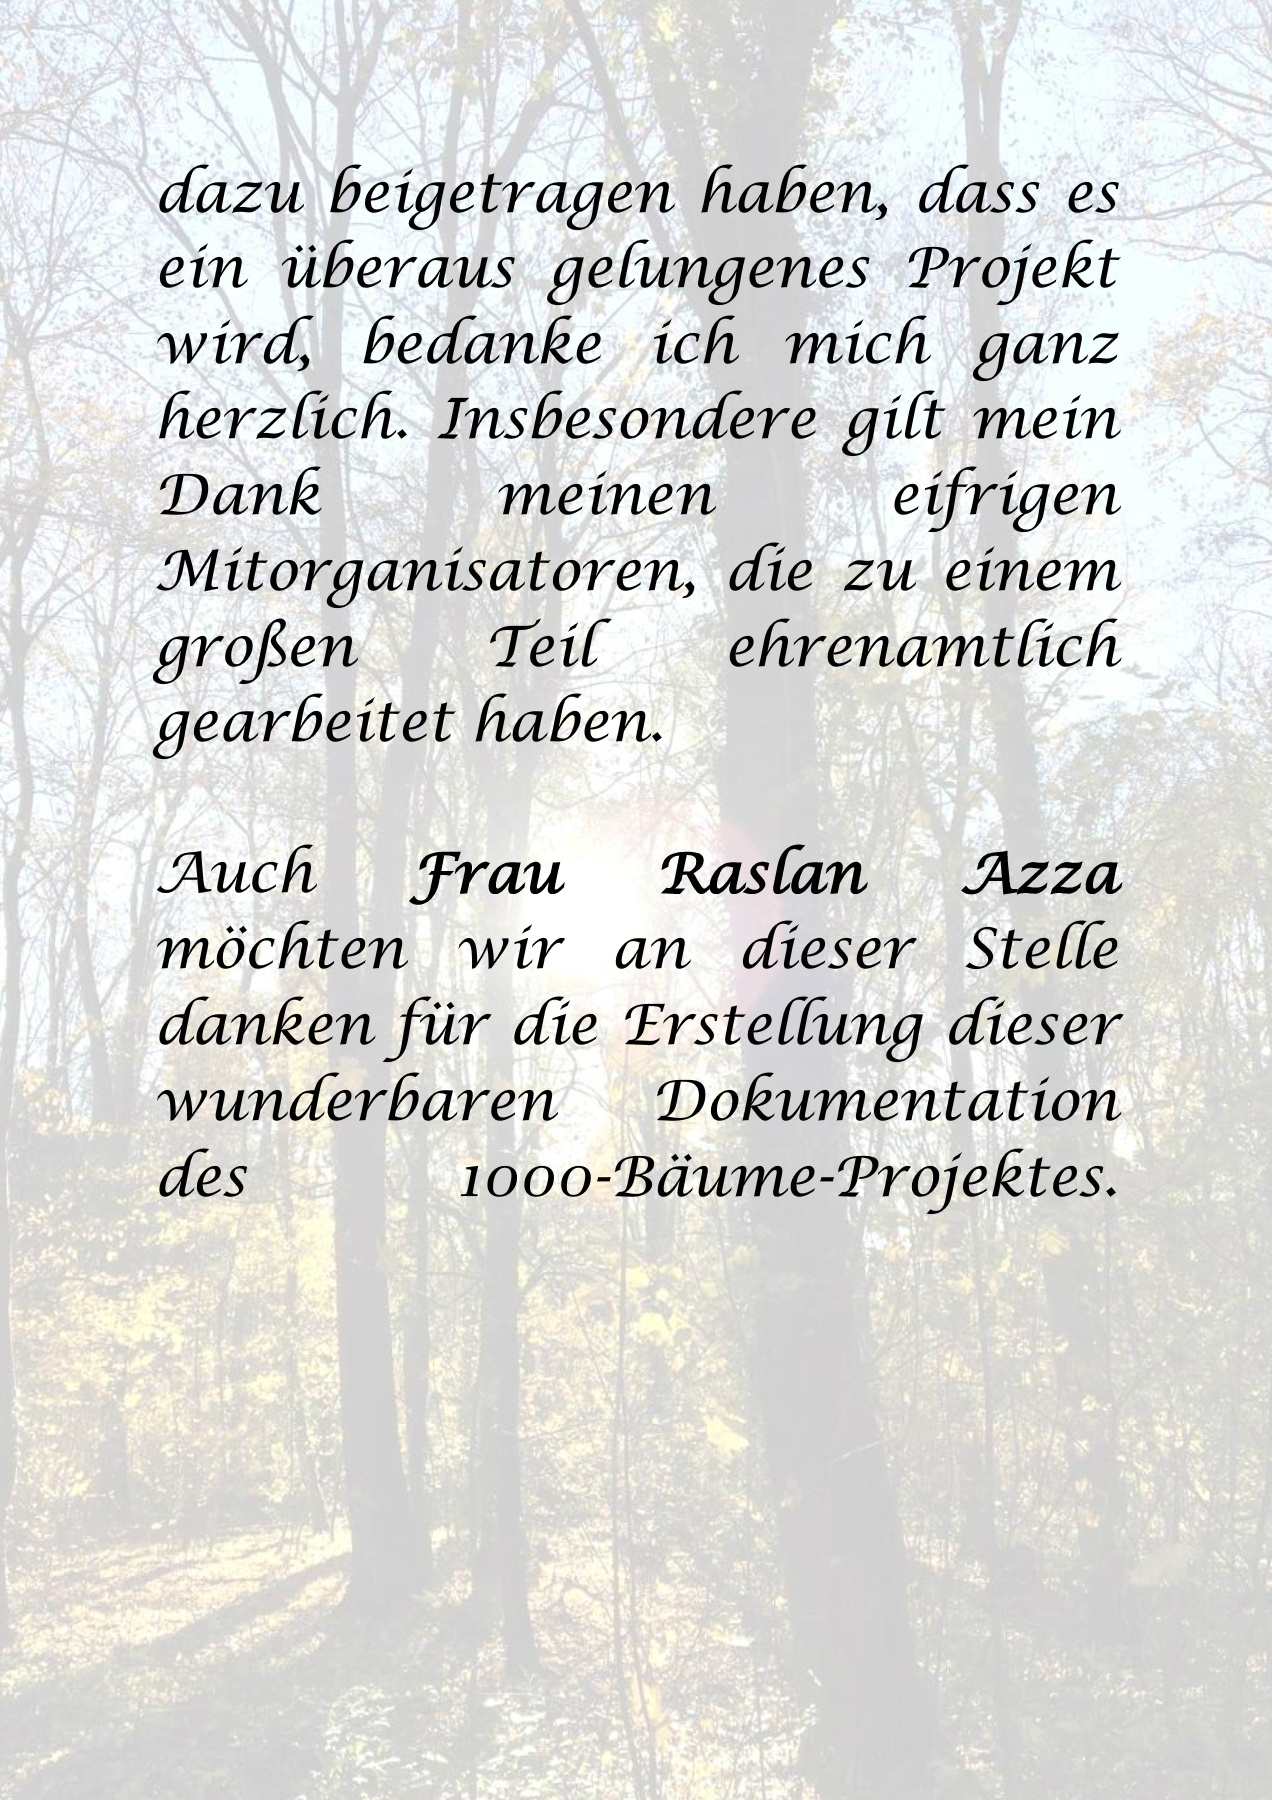 dazu beigetragen haben, dass es
ein überaus gelungenes Projekt
wird, bedanke ich mich ganz
herzlich. Insbesondere gilt mein
Dank meinen eifrigen
Mitorganisatoren, die zu einem
großen Teil ehrenamtlich
gearbeitet haben.
Auch Frau Raslan Azza
möchten wir an dieser Stelle
danken für die Erstellung dieser
wunderbaren Dokumentation
des 1000-Bäume-Projektes.